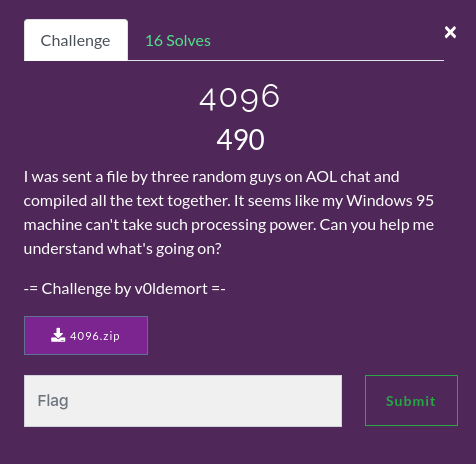 Challenge
16 Solves
×
4096
490
I was sent a file by three random guys on AOL chat and
compiled all the text together. It seems like my Windows 95
machine can't take such processing power. Can you help me
understand what's going on?
-= Challenge by v0ldemort =-
4096.zip
Flag
Submit